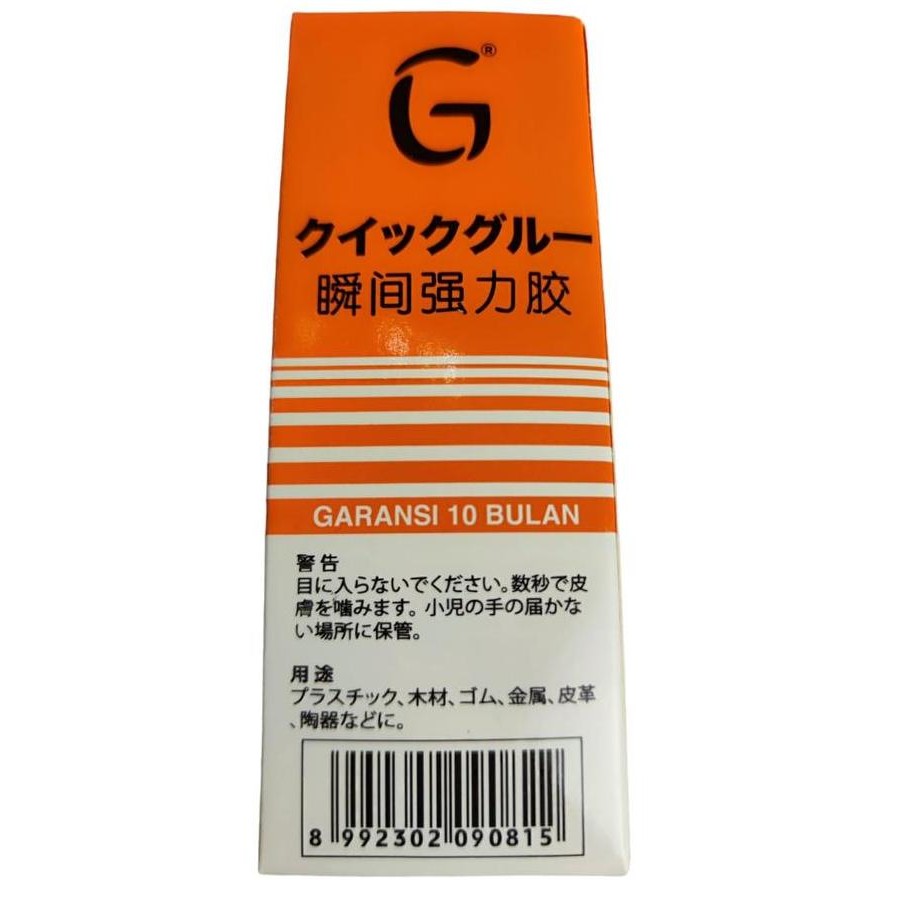 G®
クイックグルー
瞬间强力胶
GARANSI 10 BULAN
警告
目に入らないでください。数秒で皮
膚を噛みます。小児の手の届かな
い場所に保管。
用途
プラスチック、木材、ゴム、金属、皮革
、陶器などに。
8 992302 090815